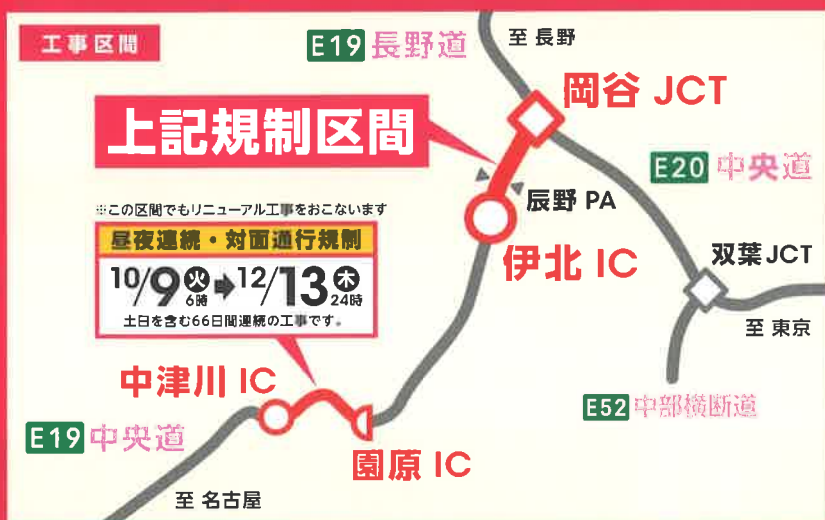 工事区間
E19 長野道
至 長野
岡谷 JCT
上記規制区間
E20 中央道
辰野 PA
※この区間でもリニューアル工事をおこないます
昼夜連続・対面通行規制
10/9火6時➡12/13木24時
土日を含む66日間連続の工事です。
伊北 IC
双葉JCT
至 東京
中津川 IC
E52 中部横断道
E19 中央道
園原 IC
至 名古屋